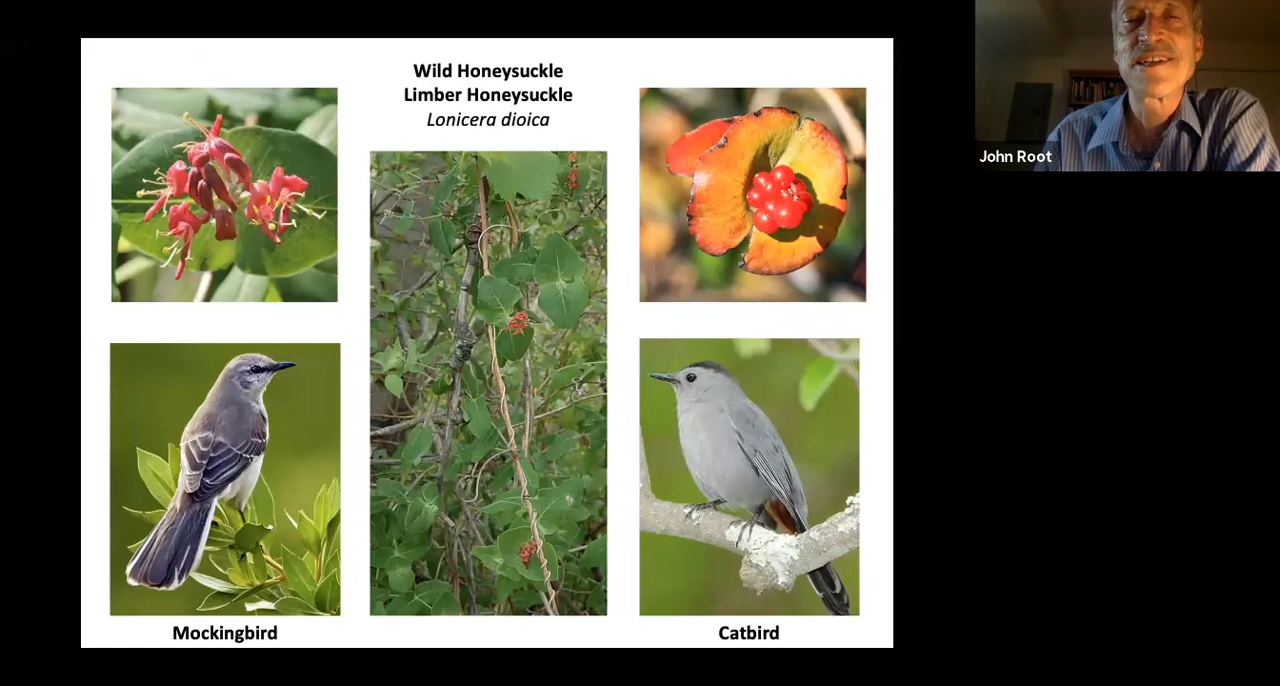 Wild Honeysuckle
Limber Honeysuckle
Lonicera dioica
John Root
Mockingbird
Catbird